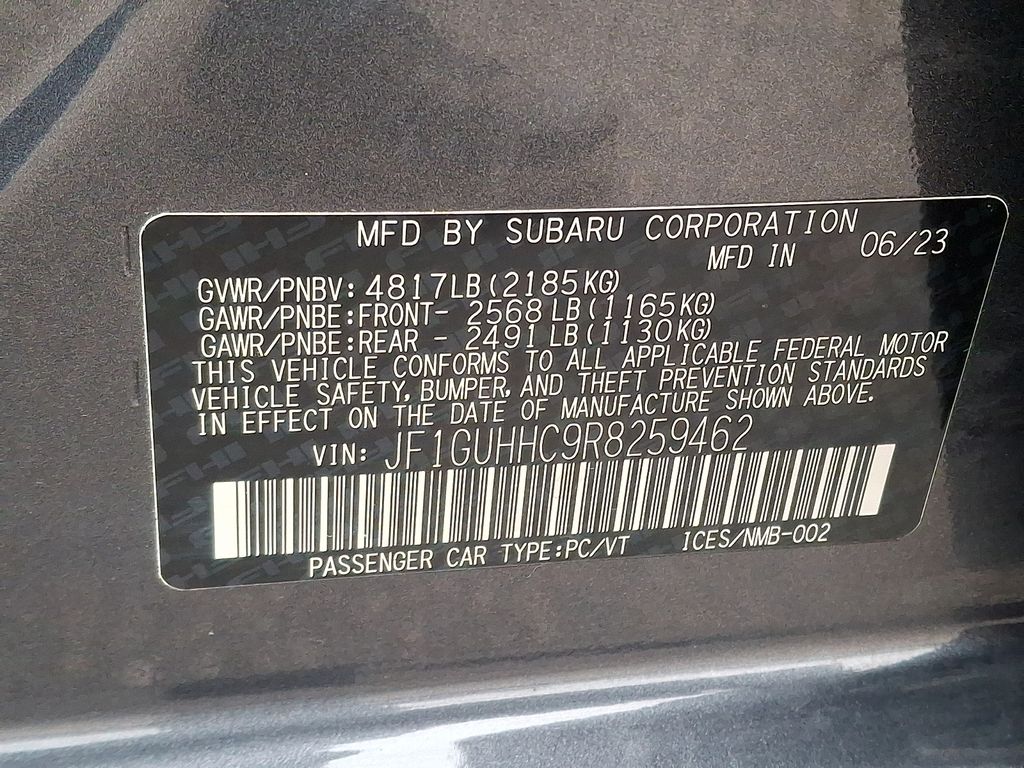 MFD BY SUBARU CORPORATION
MFD IN 06/23
GVWR/PNBV: 4817LB(2185KG)
GAWR/PNBE:FRONT- 2568LB(1165KG)
GAWR/PNBE:REAR - 2491LB(1130KG)
THIS VEHICLE CONFORMS TO ALL APPLICABLE FEDERAL MOTOR
VEHICLE SAFETY, BUMPER, AND THEFT PREVENTION STANDARDS
IN EFFECT ON THE DATE OF MANUFACTURE SHOWN ABOVE.
VIN: JF1GUHHC9R8259462
PASSENGER CAR TYPE:PC/VT ICES/NMB-002